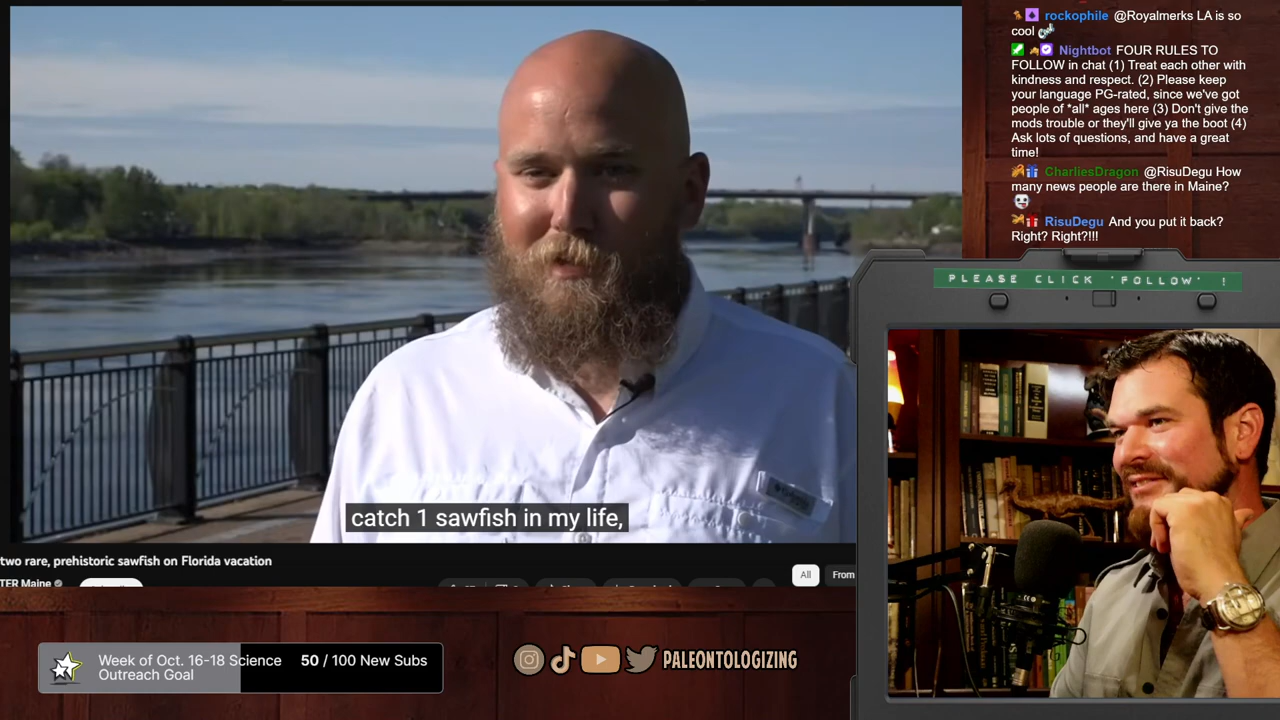 rockophile @Royalmerks LA is so
cool
Nightbot FOUR RULES TO
FOLLOW in chat (1) Treat each other with
kindness and respect. (2) Please keep
your language PG-rated, since we've got
people of *all* ages here (3) Don't give the
mods trouble or they'll give ya the boot (4)
Ask lots of questions, and have a great
time!
CharliesDragon @RisuDegu How
many news people are there in Maine?
RisuDegu And you put it back?
Right? Right?!!!
PLEASE CLICK 'FOLLOW' !
catch 1 sawfish in my life,
two rare, prehistoric sawfish on Florida vacation
TER Maine
All
From
Week of Oct. 16-18 Science
Outreach Goal
50 / 100 New Subs
PALEONTOLOGIZING